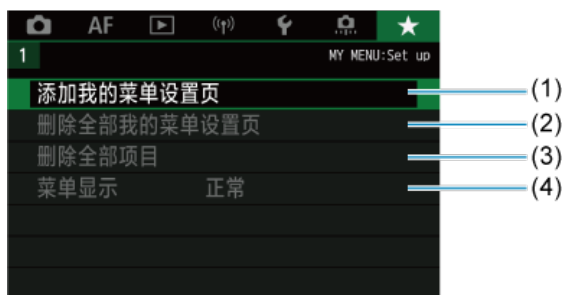 AF
1 MY MENU:Set up
添加我的菜单设置页 (1)
删除全部我的菜单设置页 (2)
删除全部项目 (3)
菜单显示 正常 (4)